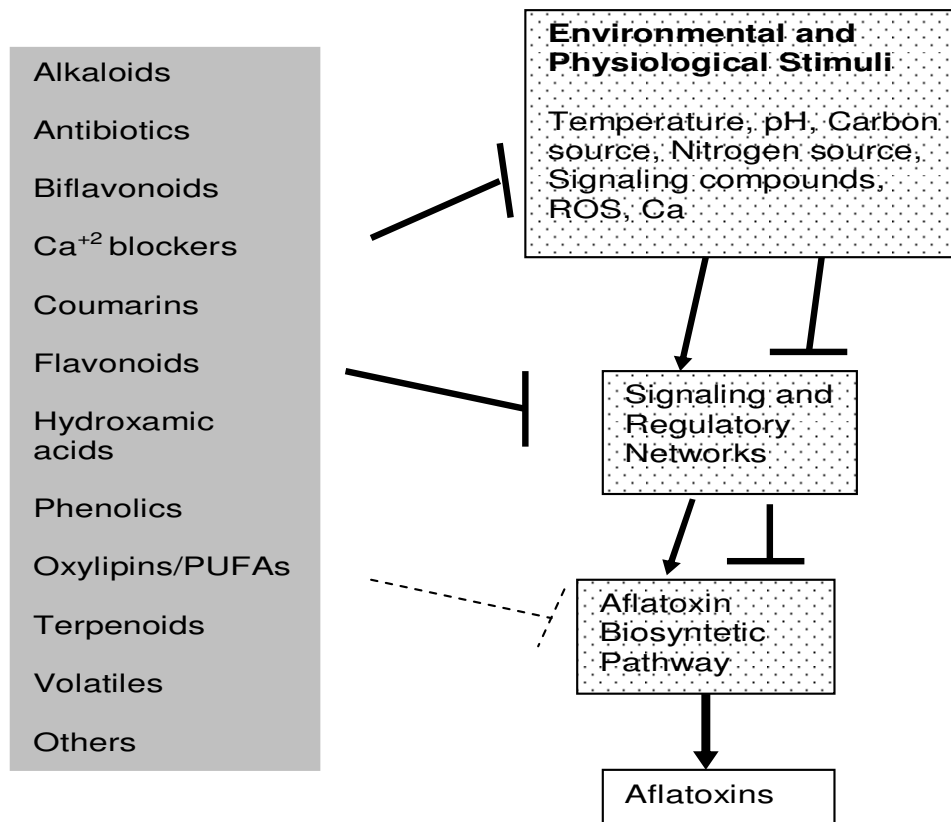 Alkaloids
Antibiotics
Biflavonoids
Ca⁺² blockers
Coumarins
Flavonoids
Hydroxamic
acids
Phenolics
Oxylipins/PUFAs
Terpenoids
Volatiles
Others
Environmental and
Physiological Stimuli
Temperature, pH, Carbon
source, Nitrogen source,
Signaling compounds,
ROS, Ca
Signaling and
Regulatory
Networks
Aflatoxin
Biosyntetic
Pathway
Aflatoxins